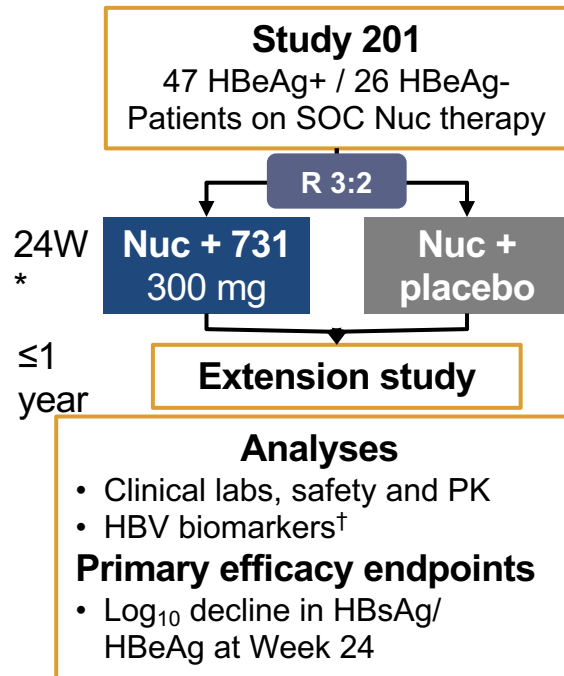 Study 201
47 HBeAg+ / 26 HBeAg-
Patients on SOC Nuc therapy
R 3:2
24W
*
Nuc + 731
300 mg
Nuc +
placebo
≤1
year
Extension study
Analyses
• Clinical labs, safety and PK
• HBV biomarkers†
Primary efficacy endpoints
• Log₁₀ decline in HBsAg/
HBeAg at Week 24